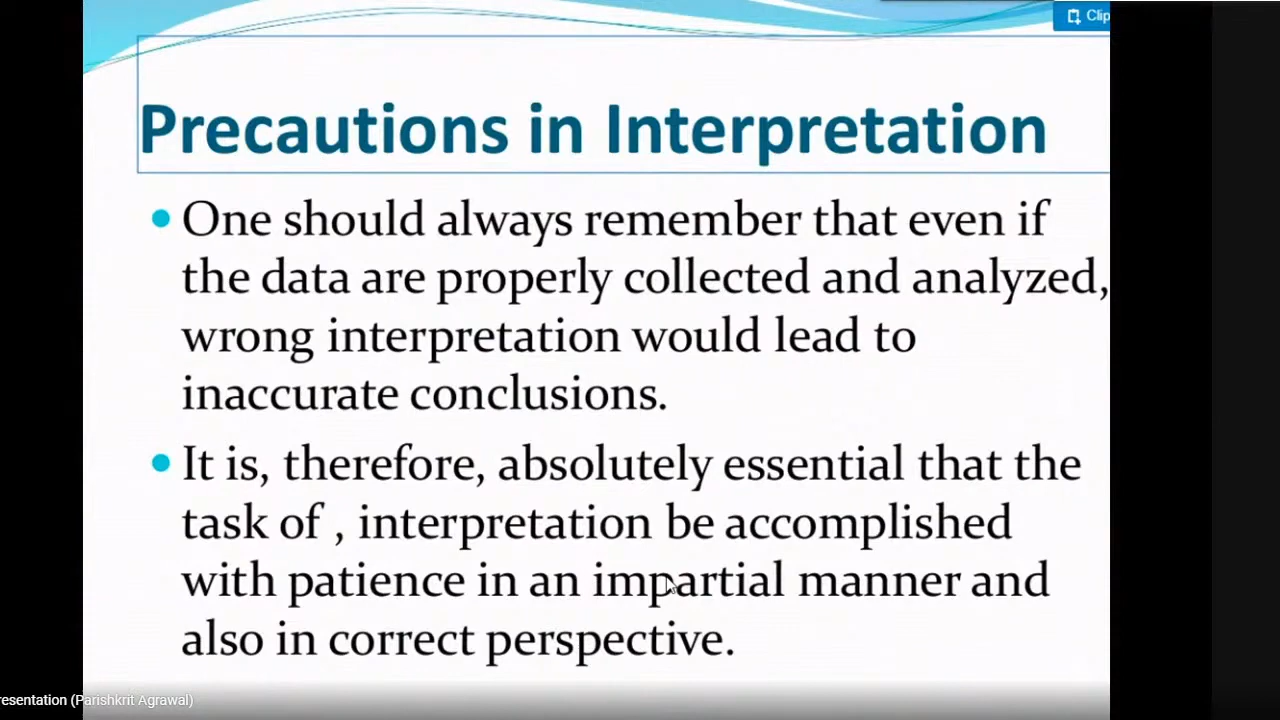 Clip
Precautions in Interpretation
One should always remember that even if
the data are properly collected and analyzed,
wrong interpretation would lead to
inaccurate conclusions.
It is, therefore, absolutely essential that the
task of , interpretation be accomplished
with patience in an impartial manner and
also in correct perspective.
resentation (Parishkrit Agrawal)